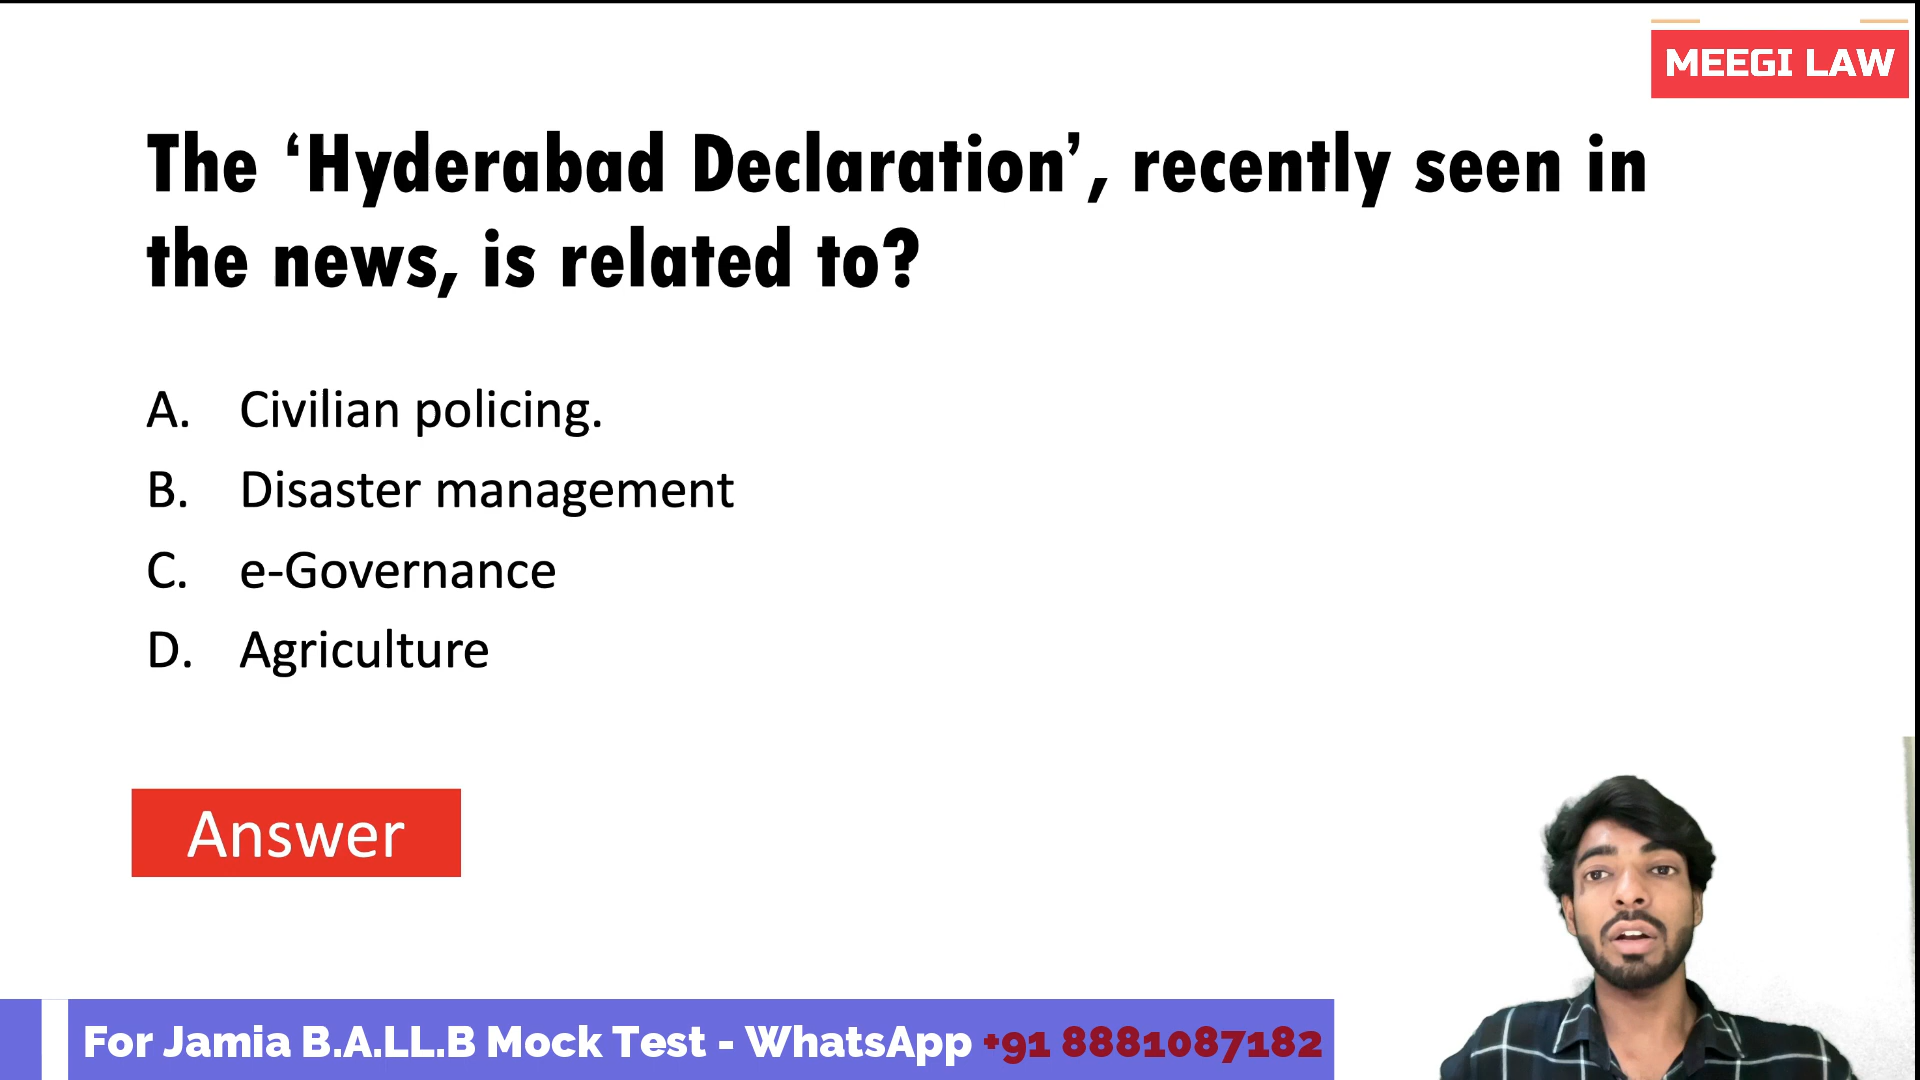 MEEGI LAW
The ‘Hyderabad Declaration’, recently seen in
the news, is related to?
A. Civilian policing.
B. Disaster management
C. e-Governance
D. Agriculture
Answer
For Jamia B.A.LL.B Mock Test - WhatsApp +91 8881087182